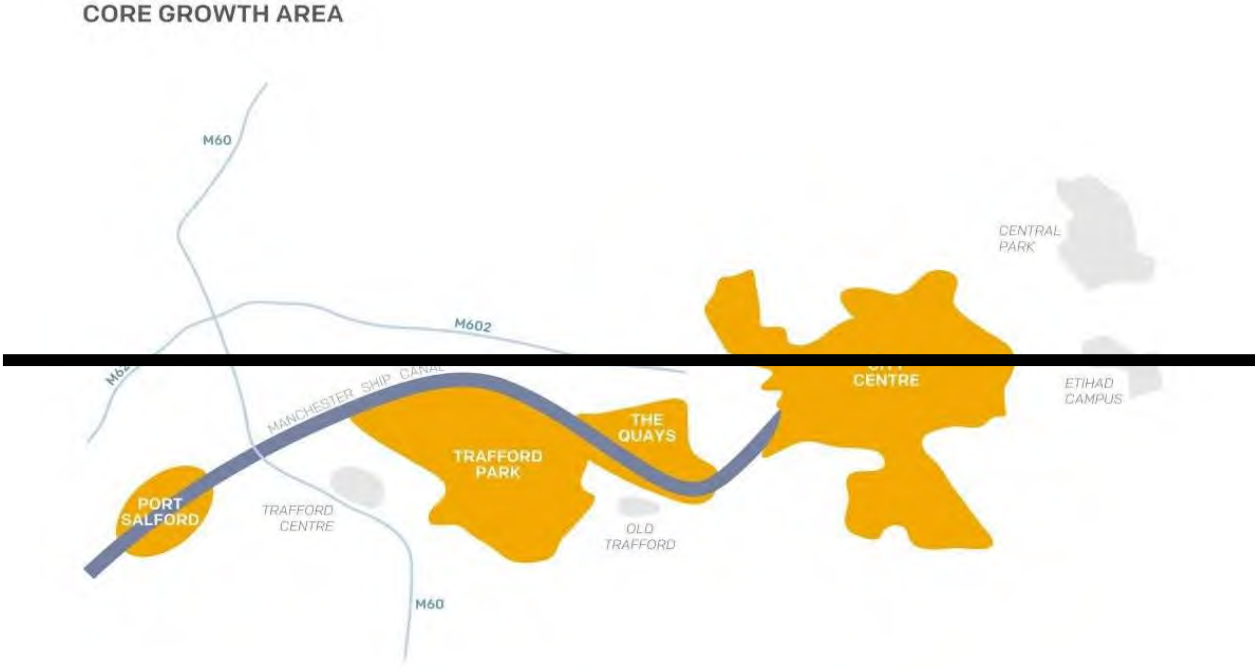 CORE GROWTH AREA
M60
CENTRAL
PARK
M602
MANCHESTER SHIP CANAL
CENTRE
ETIHAD
CAMPUS
THE
QUAYS
TRAFFORD
PARK
PORT
SALFORD
TRAFFORD
CENTRE
OLD
TRAFFORD
M60